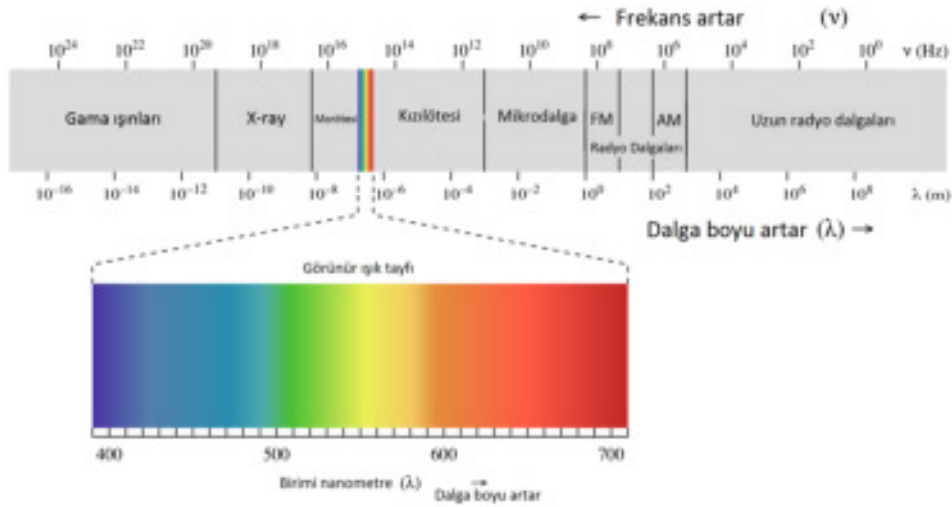 ← Frekans artar (ν)
10²⁴ 10²² 10²⁰ 10¹⁸ 10¹⁶ 10¹⁴ 10¹² 10¹⁰ 10⁸ 10⁶ 10⁴ 10² 10⁰ ν (Hz)
Gama ışınları X-ray Morötesi Kızılötesi Mikrodalga FM AM Uzun radyo dalgaları
Radyo Dalgaları
10⁻¹⁶ 10⁻¹⁴ 10⁻¹² 10⁻¹⁰ 10⁻⁸ 10⁻⁶ 10⁻⁴ 10⁻² 10⁰ 10² 10⁴ 10⁶ 10⁸ λ (m)
Dalga boyu artar (λ) →
Görünür ışık tayfı
400 500 600 700
Birimi nanometre (λ) →
Dalga boyu artar